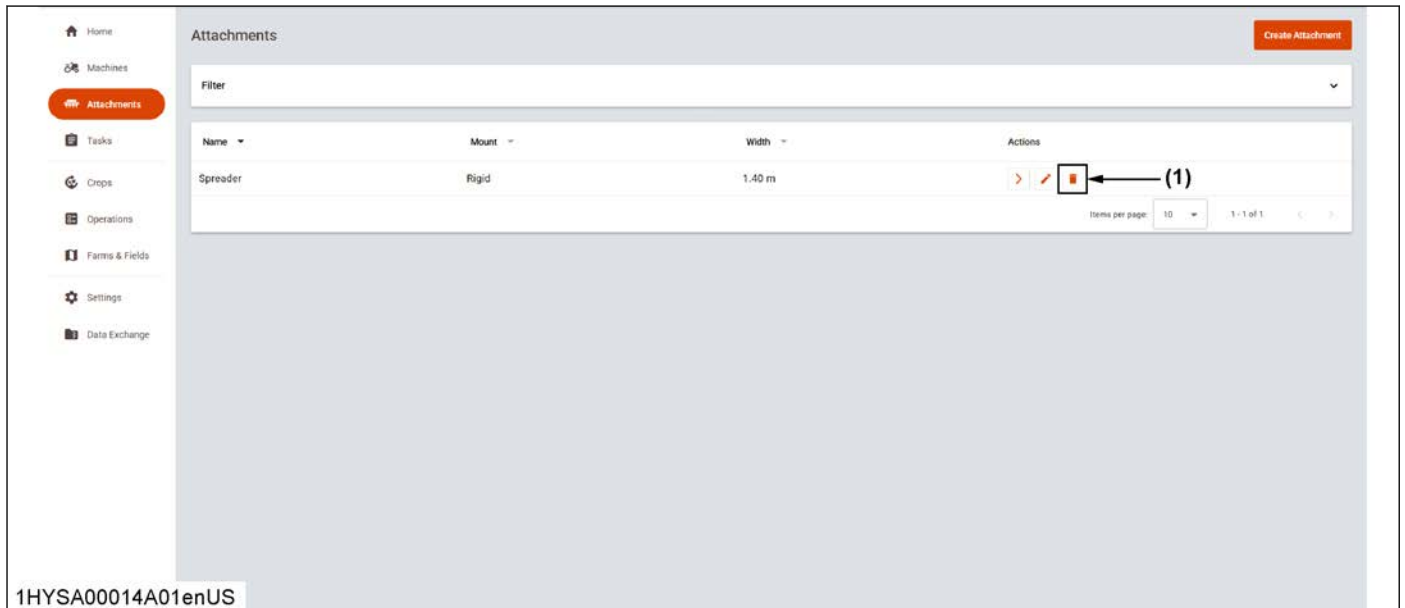 Home
Machines
Attachments
Tasks
Crops
Operations
Farms & Fields
Settings
Data Exchange
Attachments
Create Attachment
Filter
Name Mount Width Actions
Spreader Rigid 1.40 m
(1)
Items per page: 10 1 - 1 of 1
1HYSA00014A01enUS